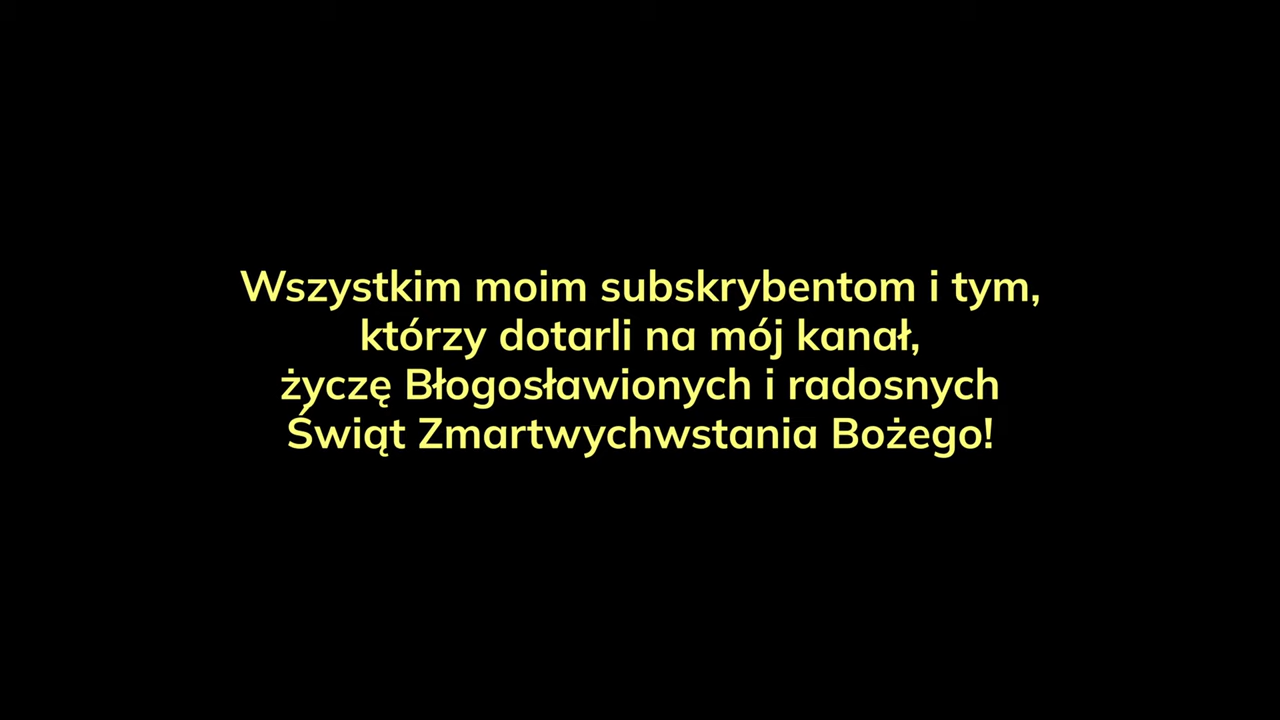 Wszystkim moim subskrybentom i tym,
którzy dotarli na mój kanał,
życzę Błogosławionych i radosnych
Świąt Zmartwychwstania Bożego!